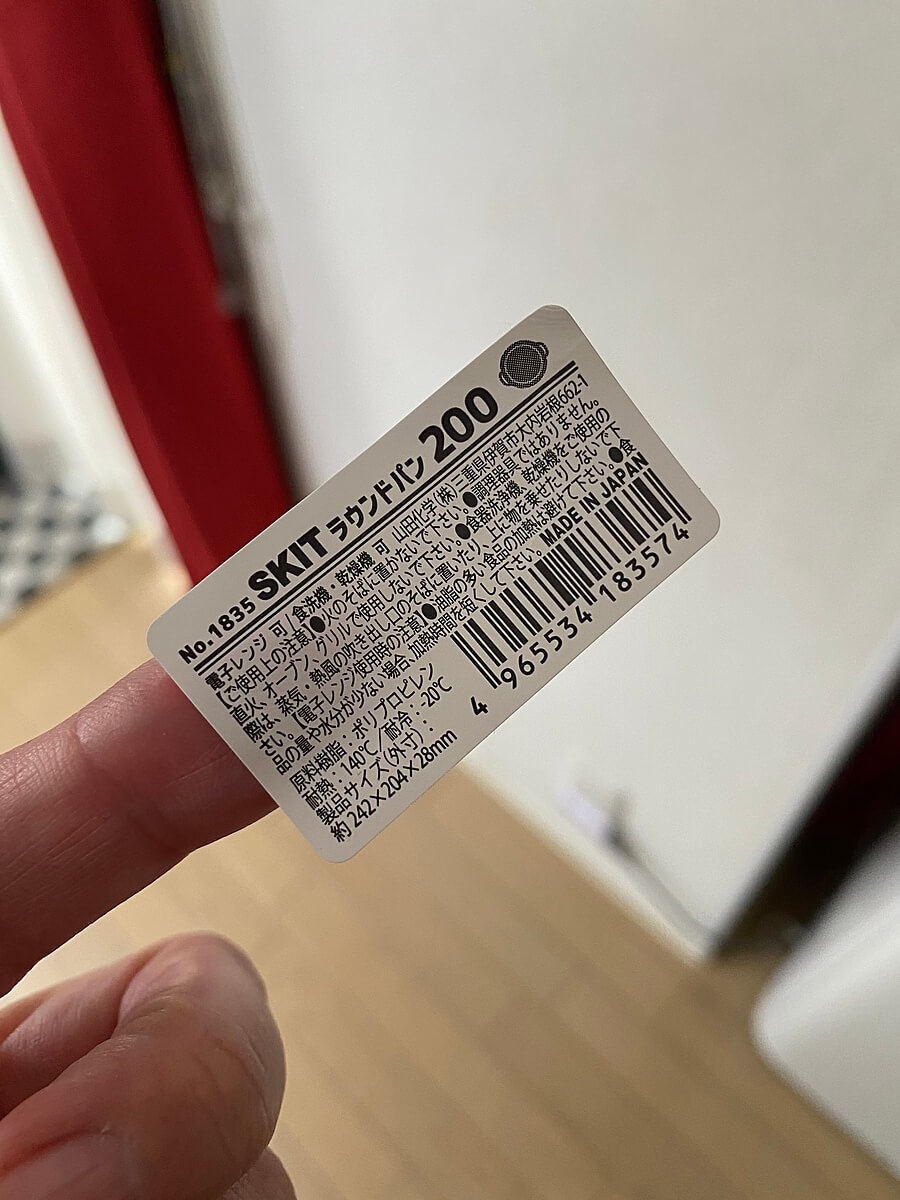 No.1835 SKIT ラウンドパン 200
電子レンジ 可 / 食洗機・乾燥機 可 山田化学(株) 三重県伊賀市大内岩根662-1
【ご使用上の注意】●火のそばに置かないで下さい。●調理器具ではありません。
直火、オーブン、グリルで使用しないで下さい。●食器洗浄機、乾燥機をご使用の
際は、蒸気・熱風の吹き出し口のそばに置いたり、上に物を乗せたりしないで下
さい。【電子レンジ使用時の注意】●油脂の多い食品の加熱は避けて下さい。●食
品の量や水分が少ない場合、加熱時間を短くして下さい。MADE IN JAPAN
原料樹脂：ポリプロピレン
耐熱：140℃/耐冷：-20℃
製品サイズ(外寸)：
約242×204×28mm
4 965534 183574